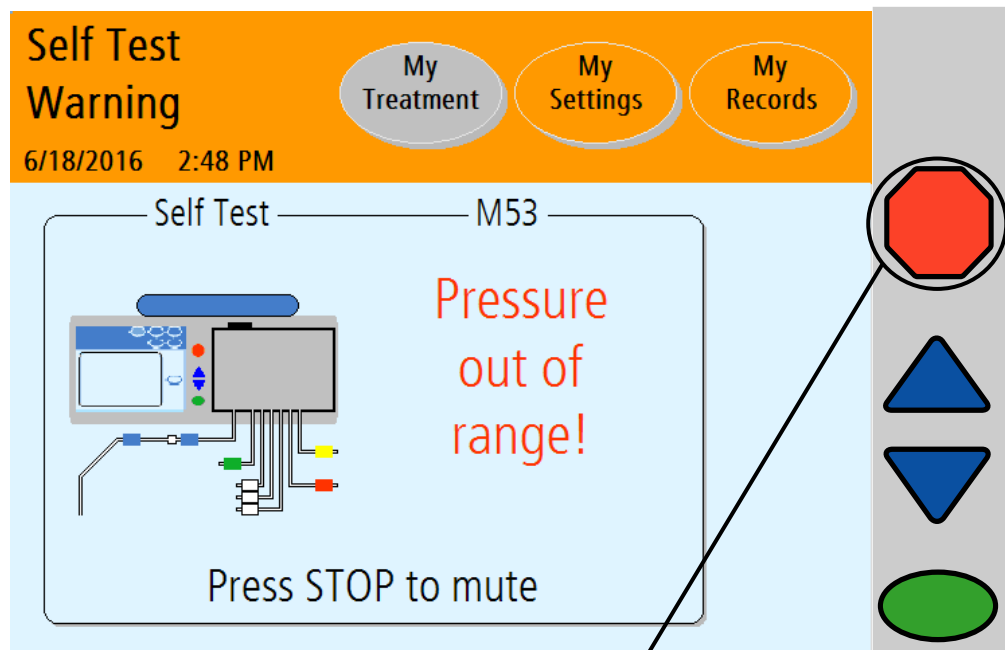 Self Test
Warning
6/18/2016 2:48 PM
My
Treatment
My
Settings
My
Records
Self Test M53
Pressure
out of
range!
Press STOP to mute